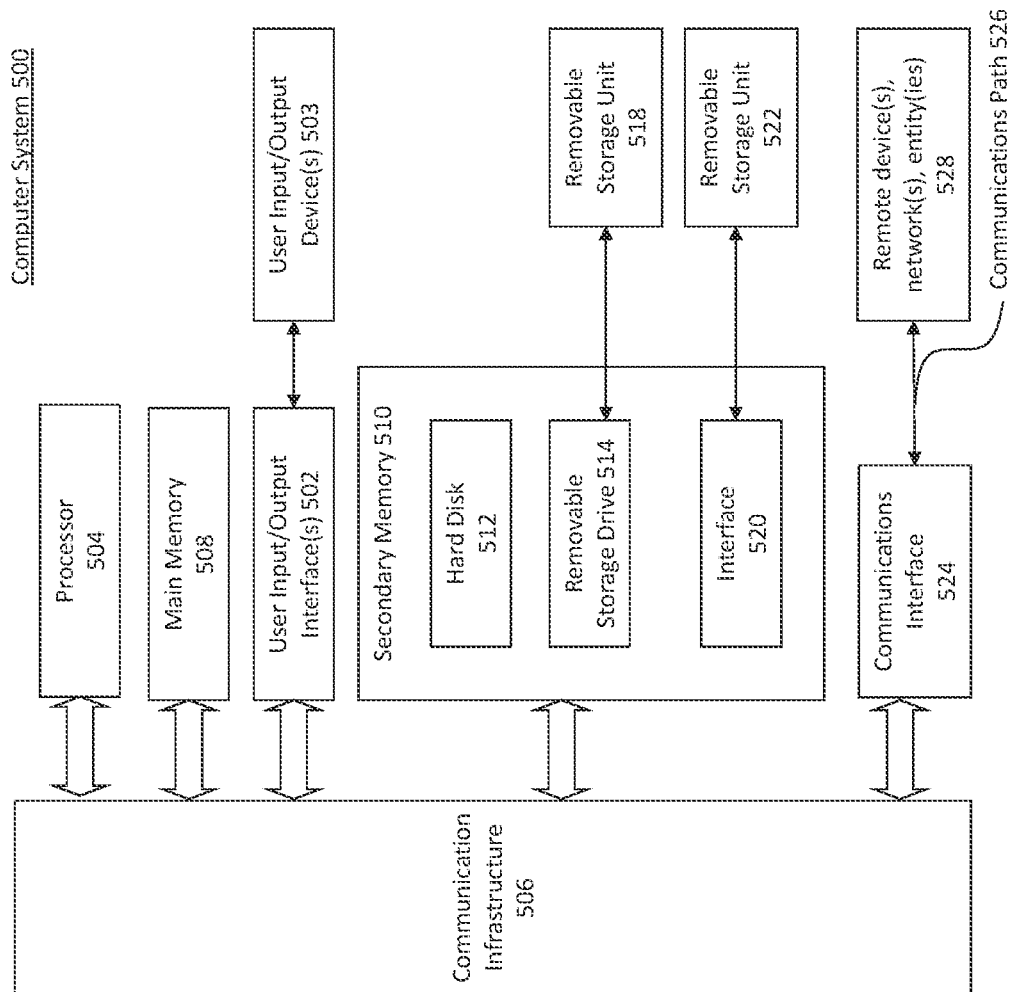 Computer System 500
Processor
504
Main Memory
508
User Input/Output
Interface(s) 502
User Input/Output
Device(s) 503
Secondary Memory 510
Hard Disk
512
Removable
Storage Drive 514
Removable
Storage Unit
518
Interface
520
Removable
Storage Unit
522
Communications
Interface
524
Remote device(s),
network(s), entity(ies)
528
Communications Path 526
Communication
Infrastructure
506